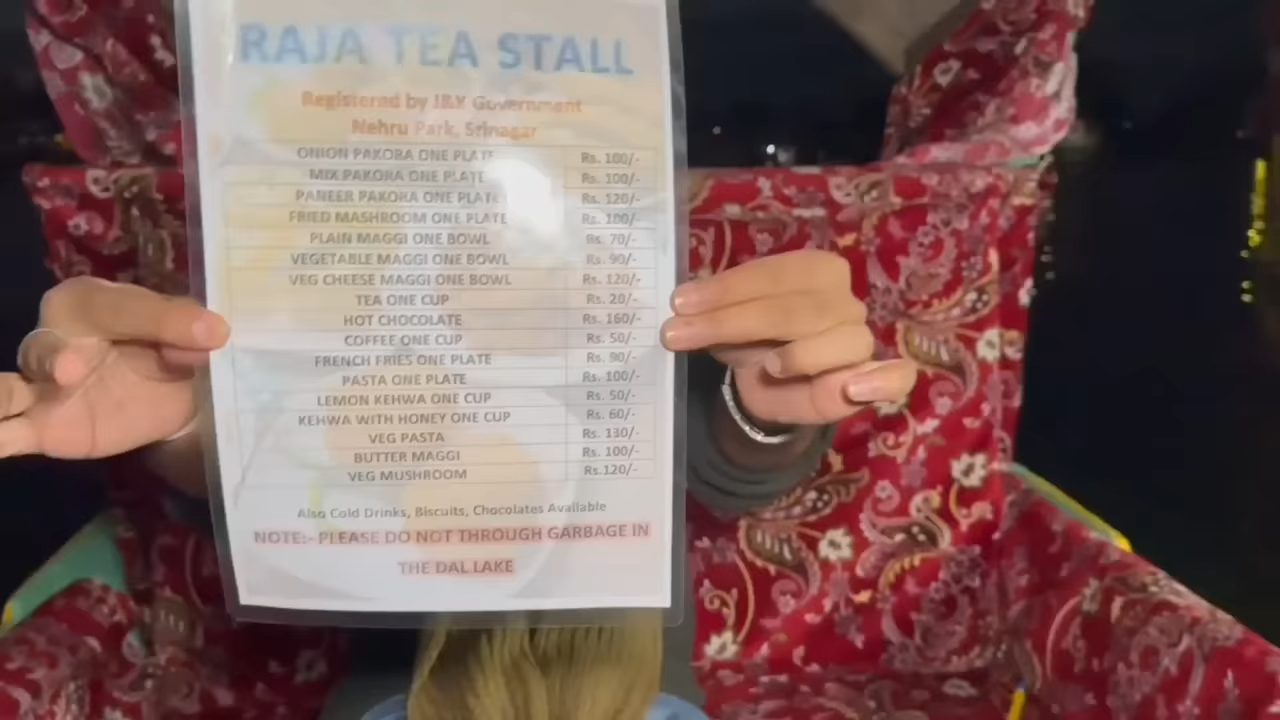 RAJA TEA STALL
Registered by J&K Government
Nehru Park, Srinagar
ONION PAKORA ONE PLATE Rs. 100/-
MIX PAKORA ONE PLATE Rs. 100/-
PANEER PAKORA ONE PLATE Rs. 120/-
FRIED MASHROOM ONE PLATE Rs. 100/-
PLAIN MAGGI ONE BOWL Rs. 70/-
VEGETABLE MAGGI ONE BOWL Rs. 90/-
VEG CHEESE MAGGI ONE BOWL Rs. 120/-
TEA ONE CUP Rs. 20/-
HOT CHOCOLATE Rs. 160/-
COFFEE ONE CUP Rs. 50/-
FRENCH FRIES ONE PLATE Rs. 90/-
PASTA ONE PLATE Rs. 100/-
LEMON KEHWA ONE CUP Rs. 50/-
KEHWA WITH HONEY ONE CUP Rs. 60/-
VEG PASTA Rs. 130/-
BUTTER MAGGI Rs. 100/-
VEG MUSHROOM Rs.120/-
Also Cold Drinks, Biscuits, Chocolates Available
NOTE:- PLEASE DO NOT THROUGH GARBAGE IN
THE DAL LAKE